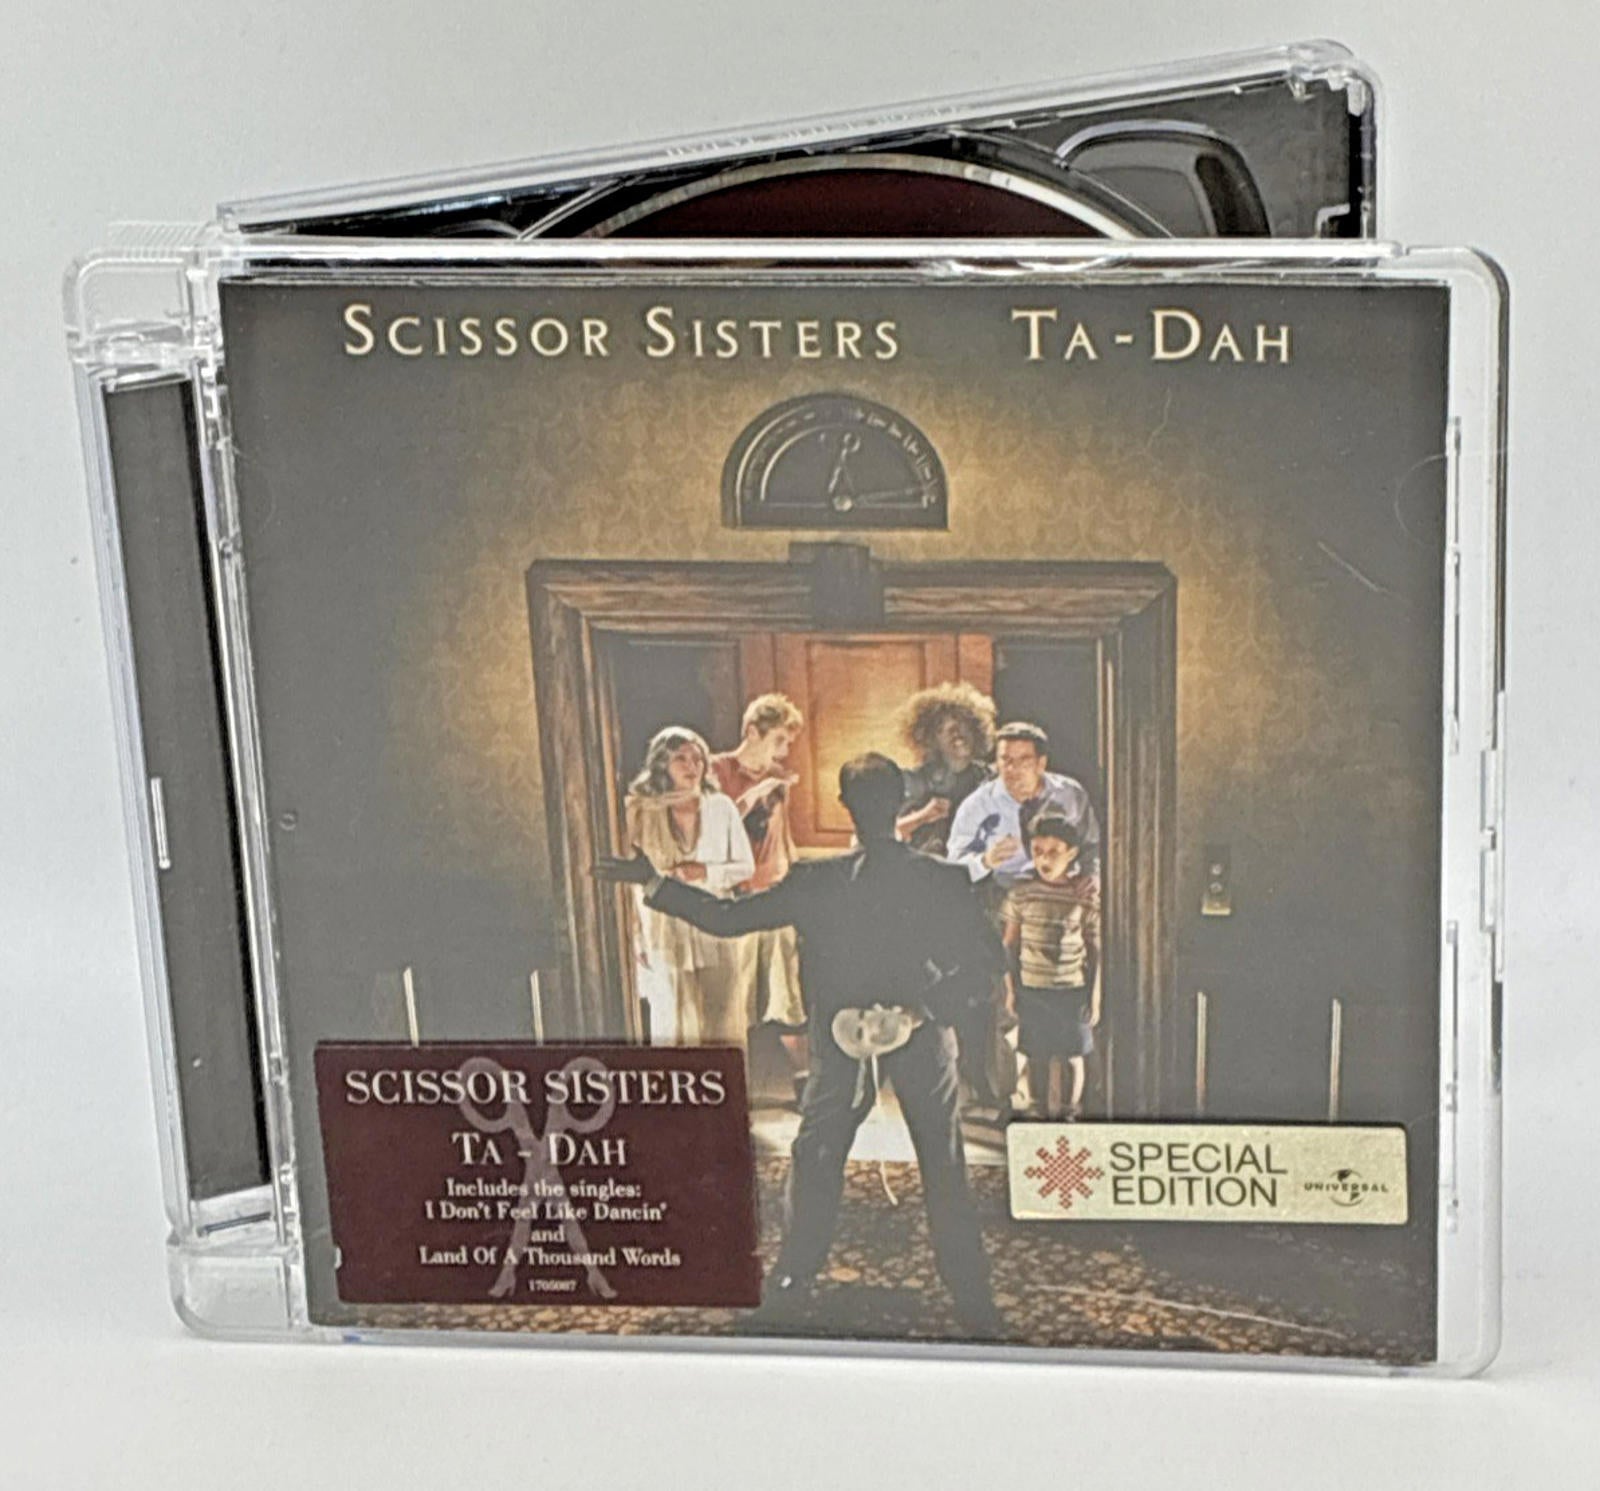 SCISSOR SISTERS TA-DAH
SCISSOR SISTERS
TA - DAH
Includes the singles:
I Don't Feel Like Dancin'
and
Land Of A Thousand Words
1705087
SPECIAL
EDITION
UNIVERSAL